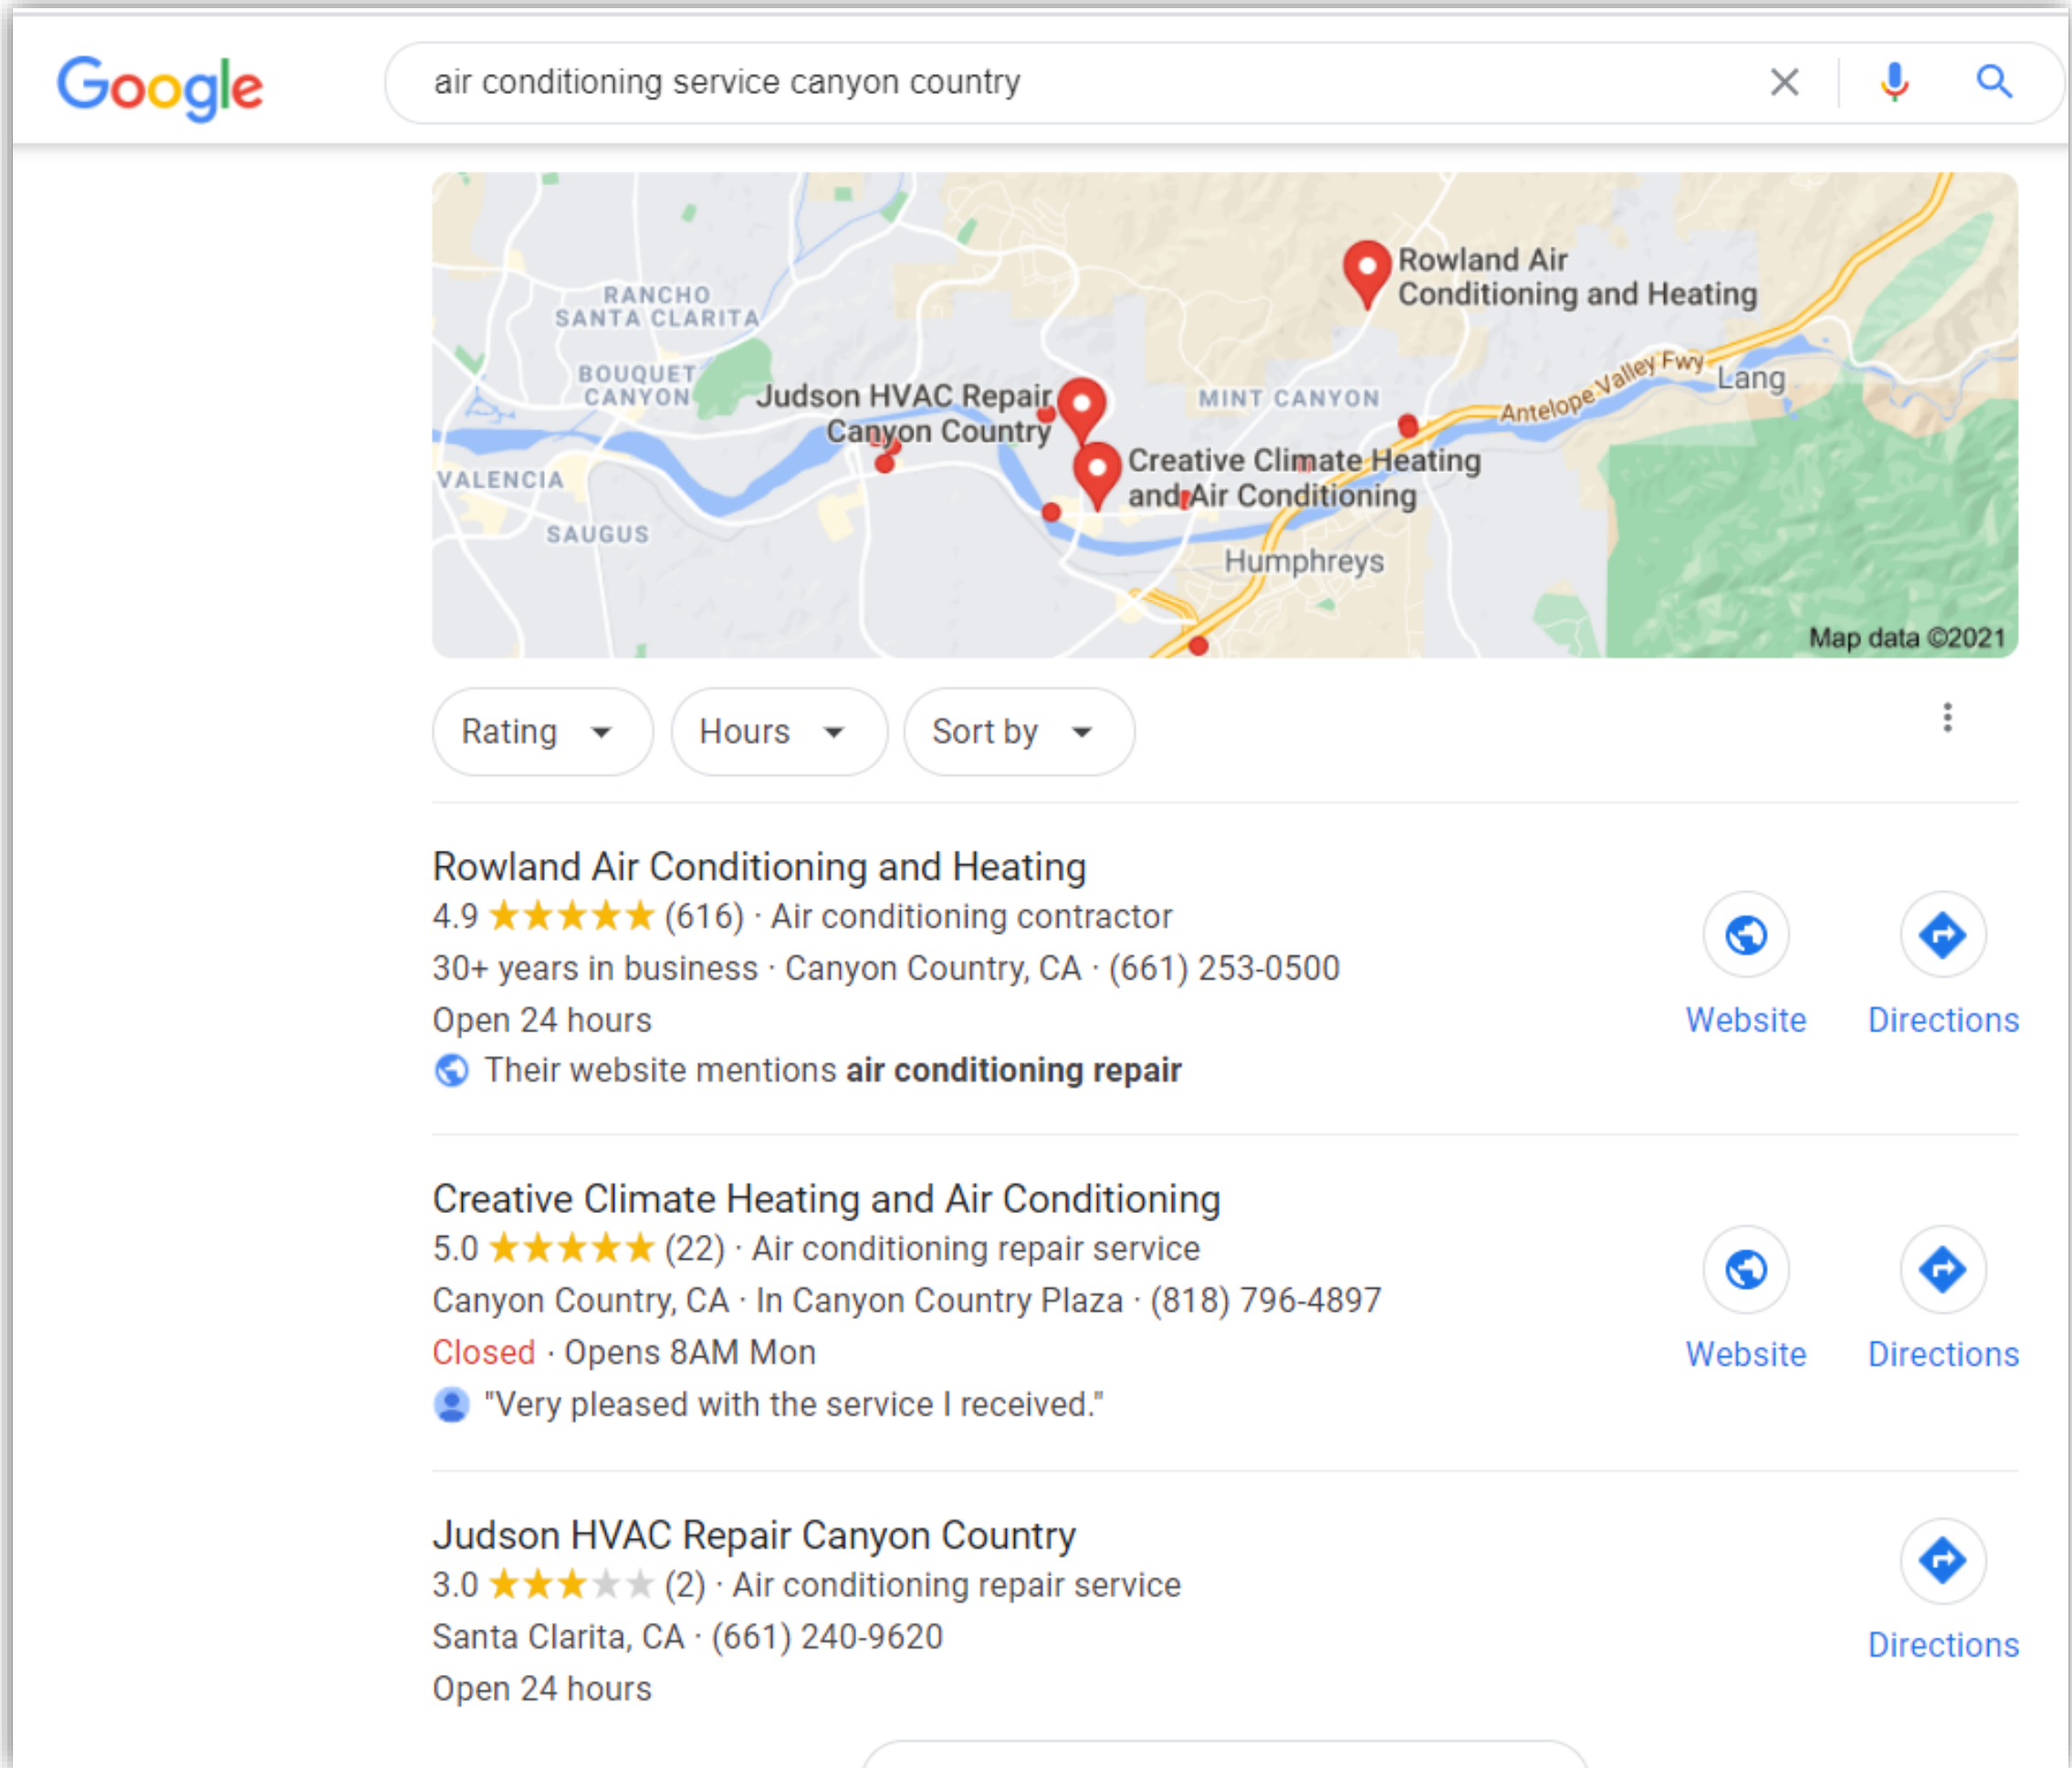 Google
air conditioning service canyon country
Rowland Air
Conditioning and Heating
RANCHO
SANTA CLARITA
BOUQUET
CANYON
Judson HVAC Repair
Canyon Country
MINT CANYON
Antelope Valley Fwy
Lang
Creative Climate Heating
and Air Conditioning
VALENCIA
SAUGUS
Humphreys
Map data ©2021
Rating
Hours
Sort by
Rowland Air Conditioning and Heating
4.9 ★★★★★ (616) · Air conditioning contractor
30+ years in business · Canyon Country, CA · (661) 253-0500
Open 24 hours
Their website mentions air conditioning repair
Website
Directions
Creative Climate Heating and Air Conditioning
5.0 ★★★★★ (22) · Air conditioning repair service
Canyon Country, CA · In Canyon Country Plaza · (818) 796-4897
Closed · Opens 8AM Mon
"Very pleased with the service I received."
Website
Directions
Judson HVAC Repair Canyon Country
3.0 ★★★★★ (2) · Air conditioning repair service
Santa Clarita, CA · (661) 240-9620
Open 24 hours
Directions